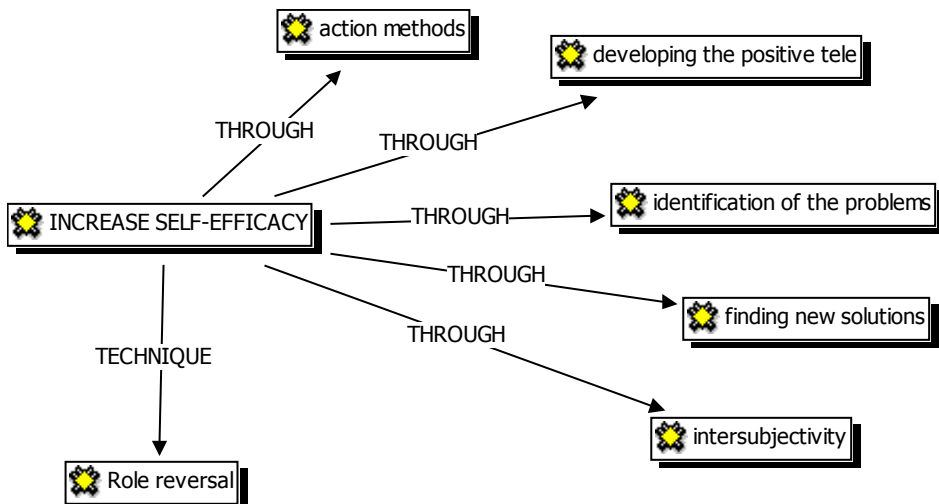 action methods
developing the positive tele
THROUGH
THROUGH
identification of the problems
THROUGH
INCREASE SELF-EFFICACY
THROUGH
finding new solutions
THROUGH
TECHNIQUE
intersubjectivity
Role reversal